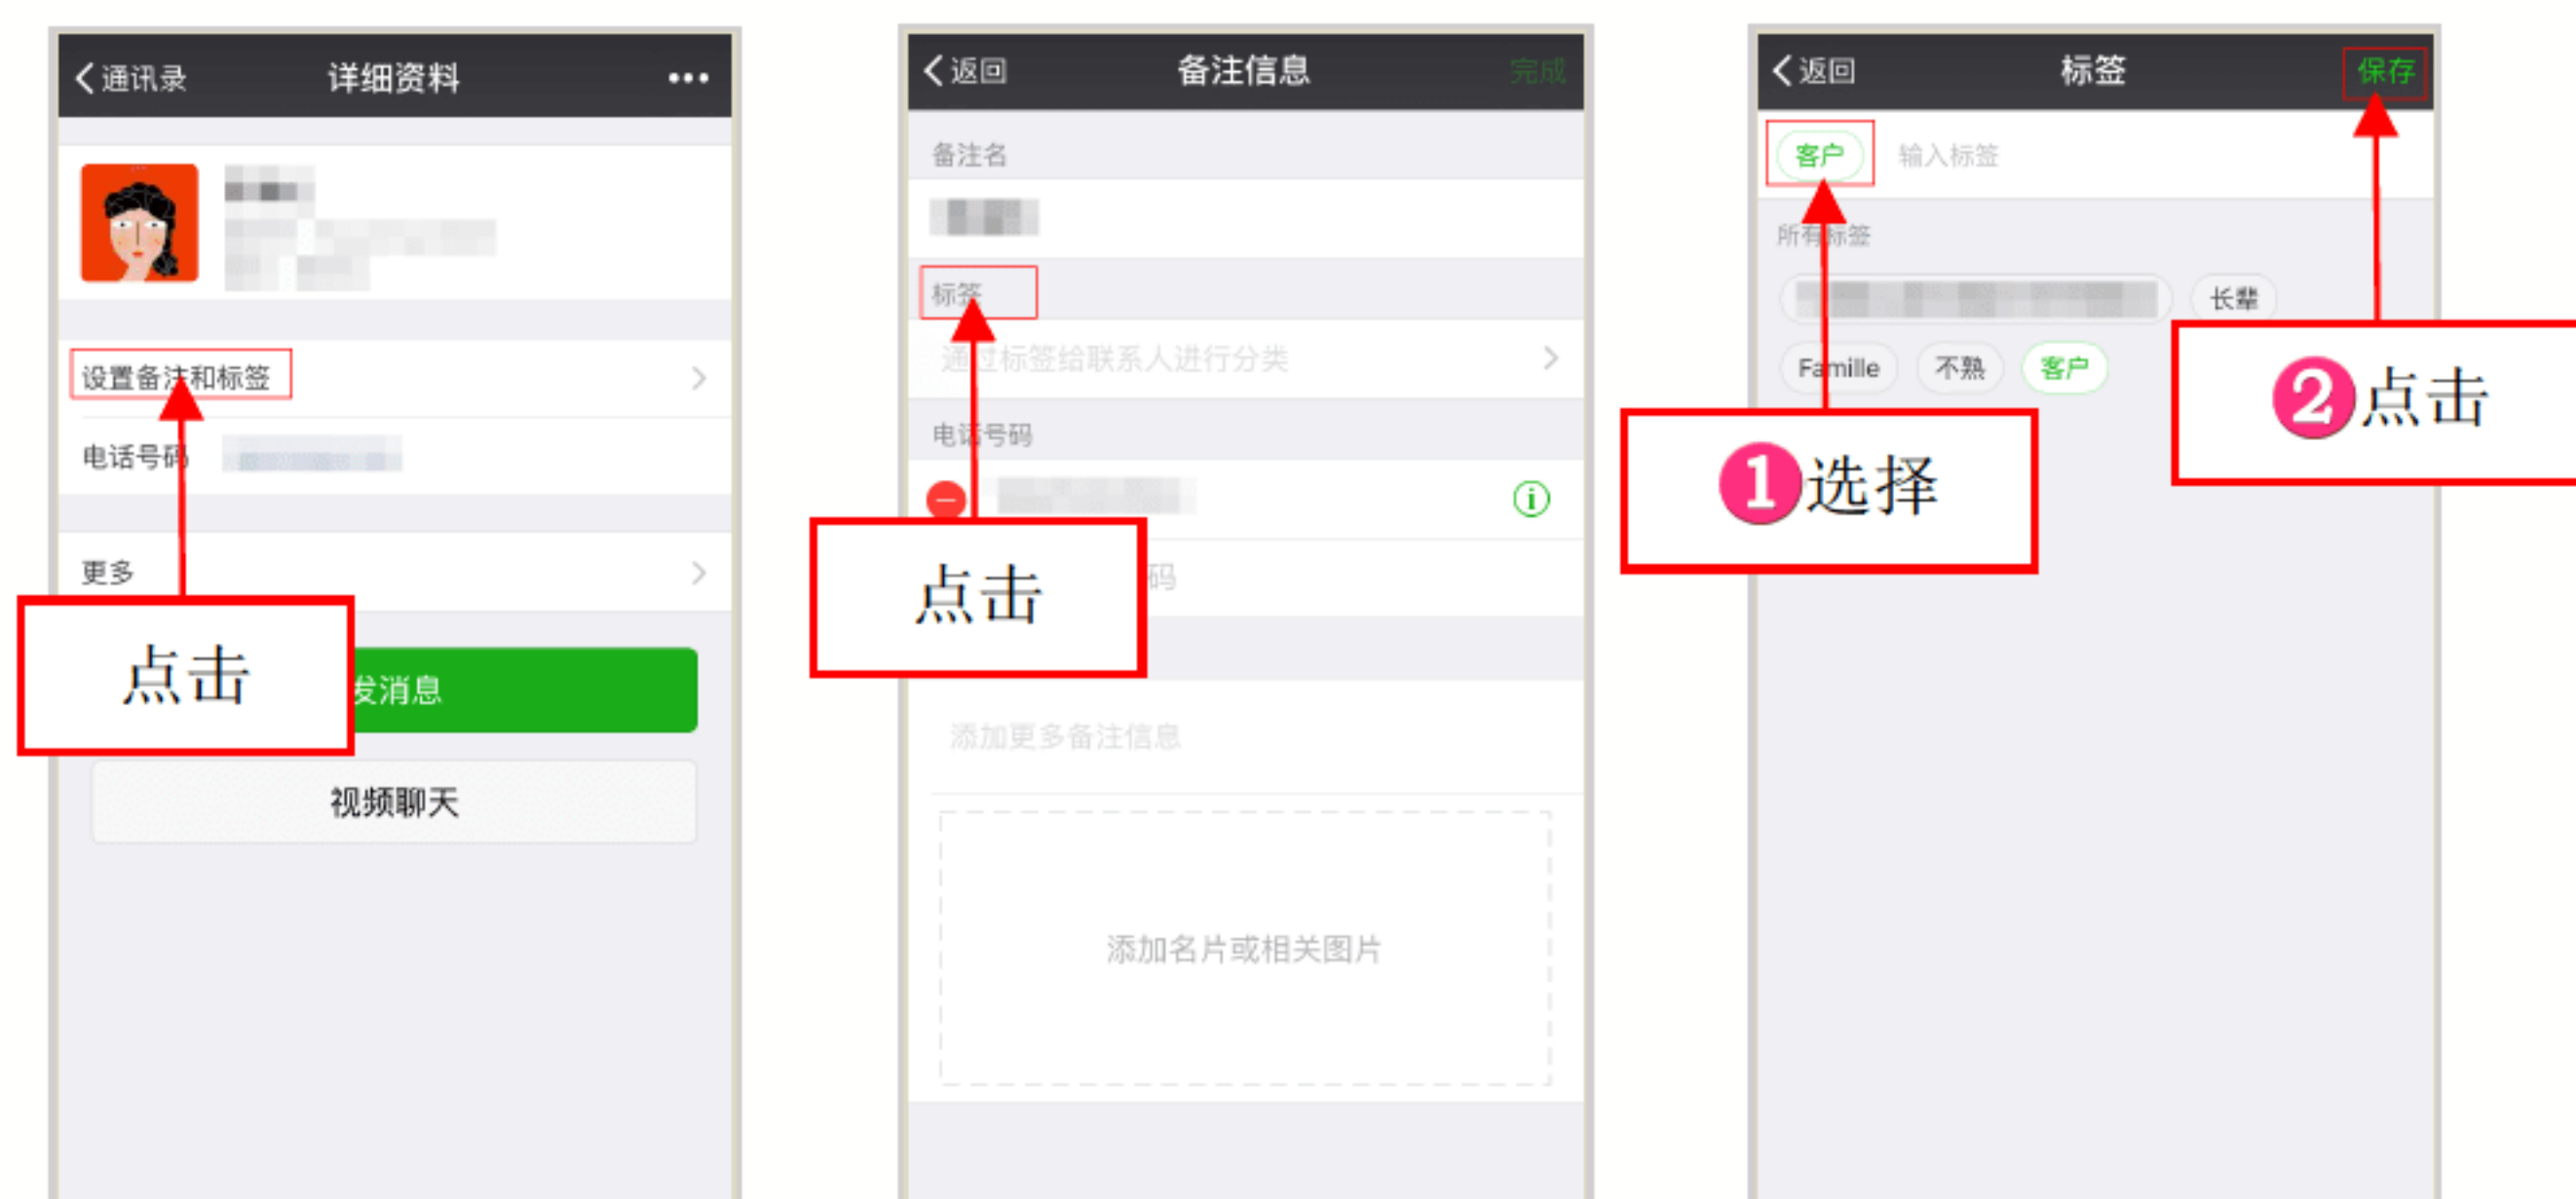 通讯录
详细资料
设置备注和标签
电话号码
更多
点击
发消息
视频聊天
返回
备注信息
完成
备注名
标签
通过标签给联系人进行分类
电话号码
点击
码
添加更多备注信息
添加名片或相关图片
返回
标签
保存
客户
输入标签
所有标签
长辈
Famille
不熟
客户
❷点击
❶选择